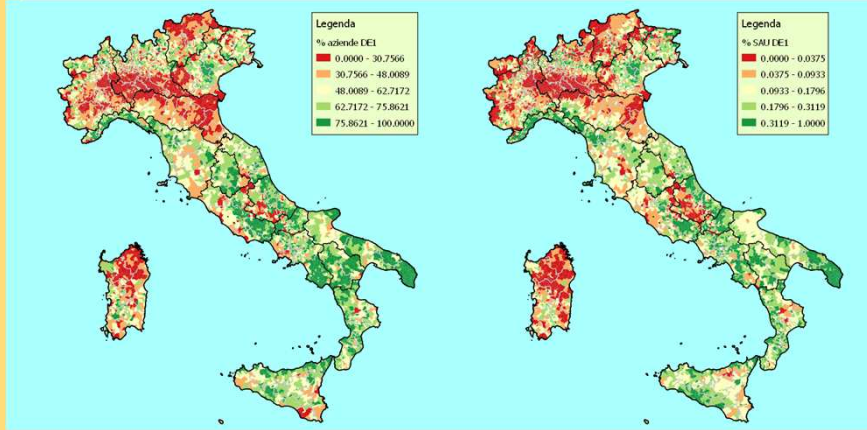 Legenda
% aziende DE1
0.0000 - 30.7566
30.7566 - 48.0089
48.0089 - 62.7172
62.7172 - 75.8621
75.8621 - 100.0000
Legenda
% SAU DE1
0.0000 - 0.0375
0.0375 - 0.0933
0.0933 - 0.1796
0.1796 - 0.3119
0.3119 - 1.0000